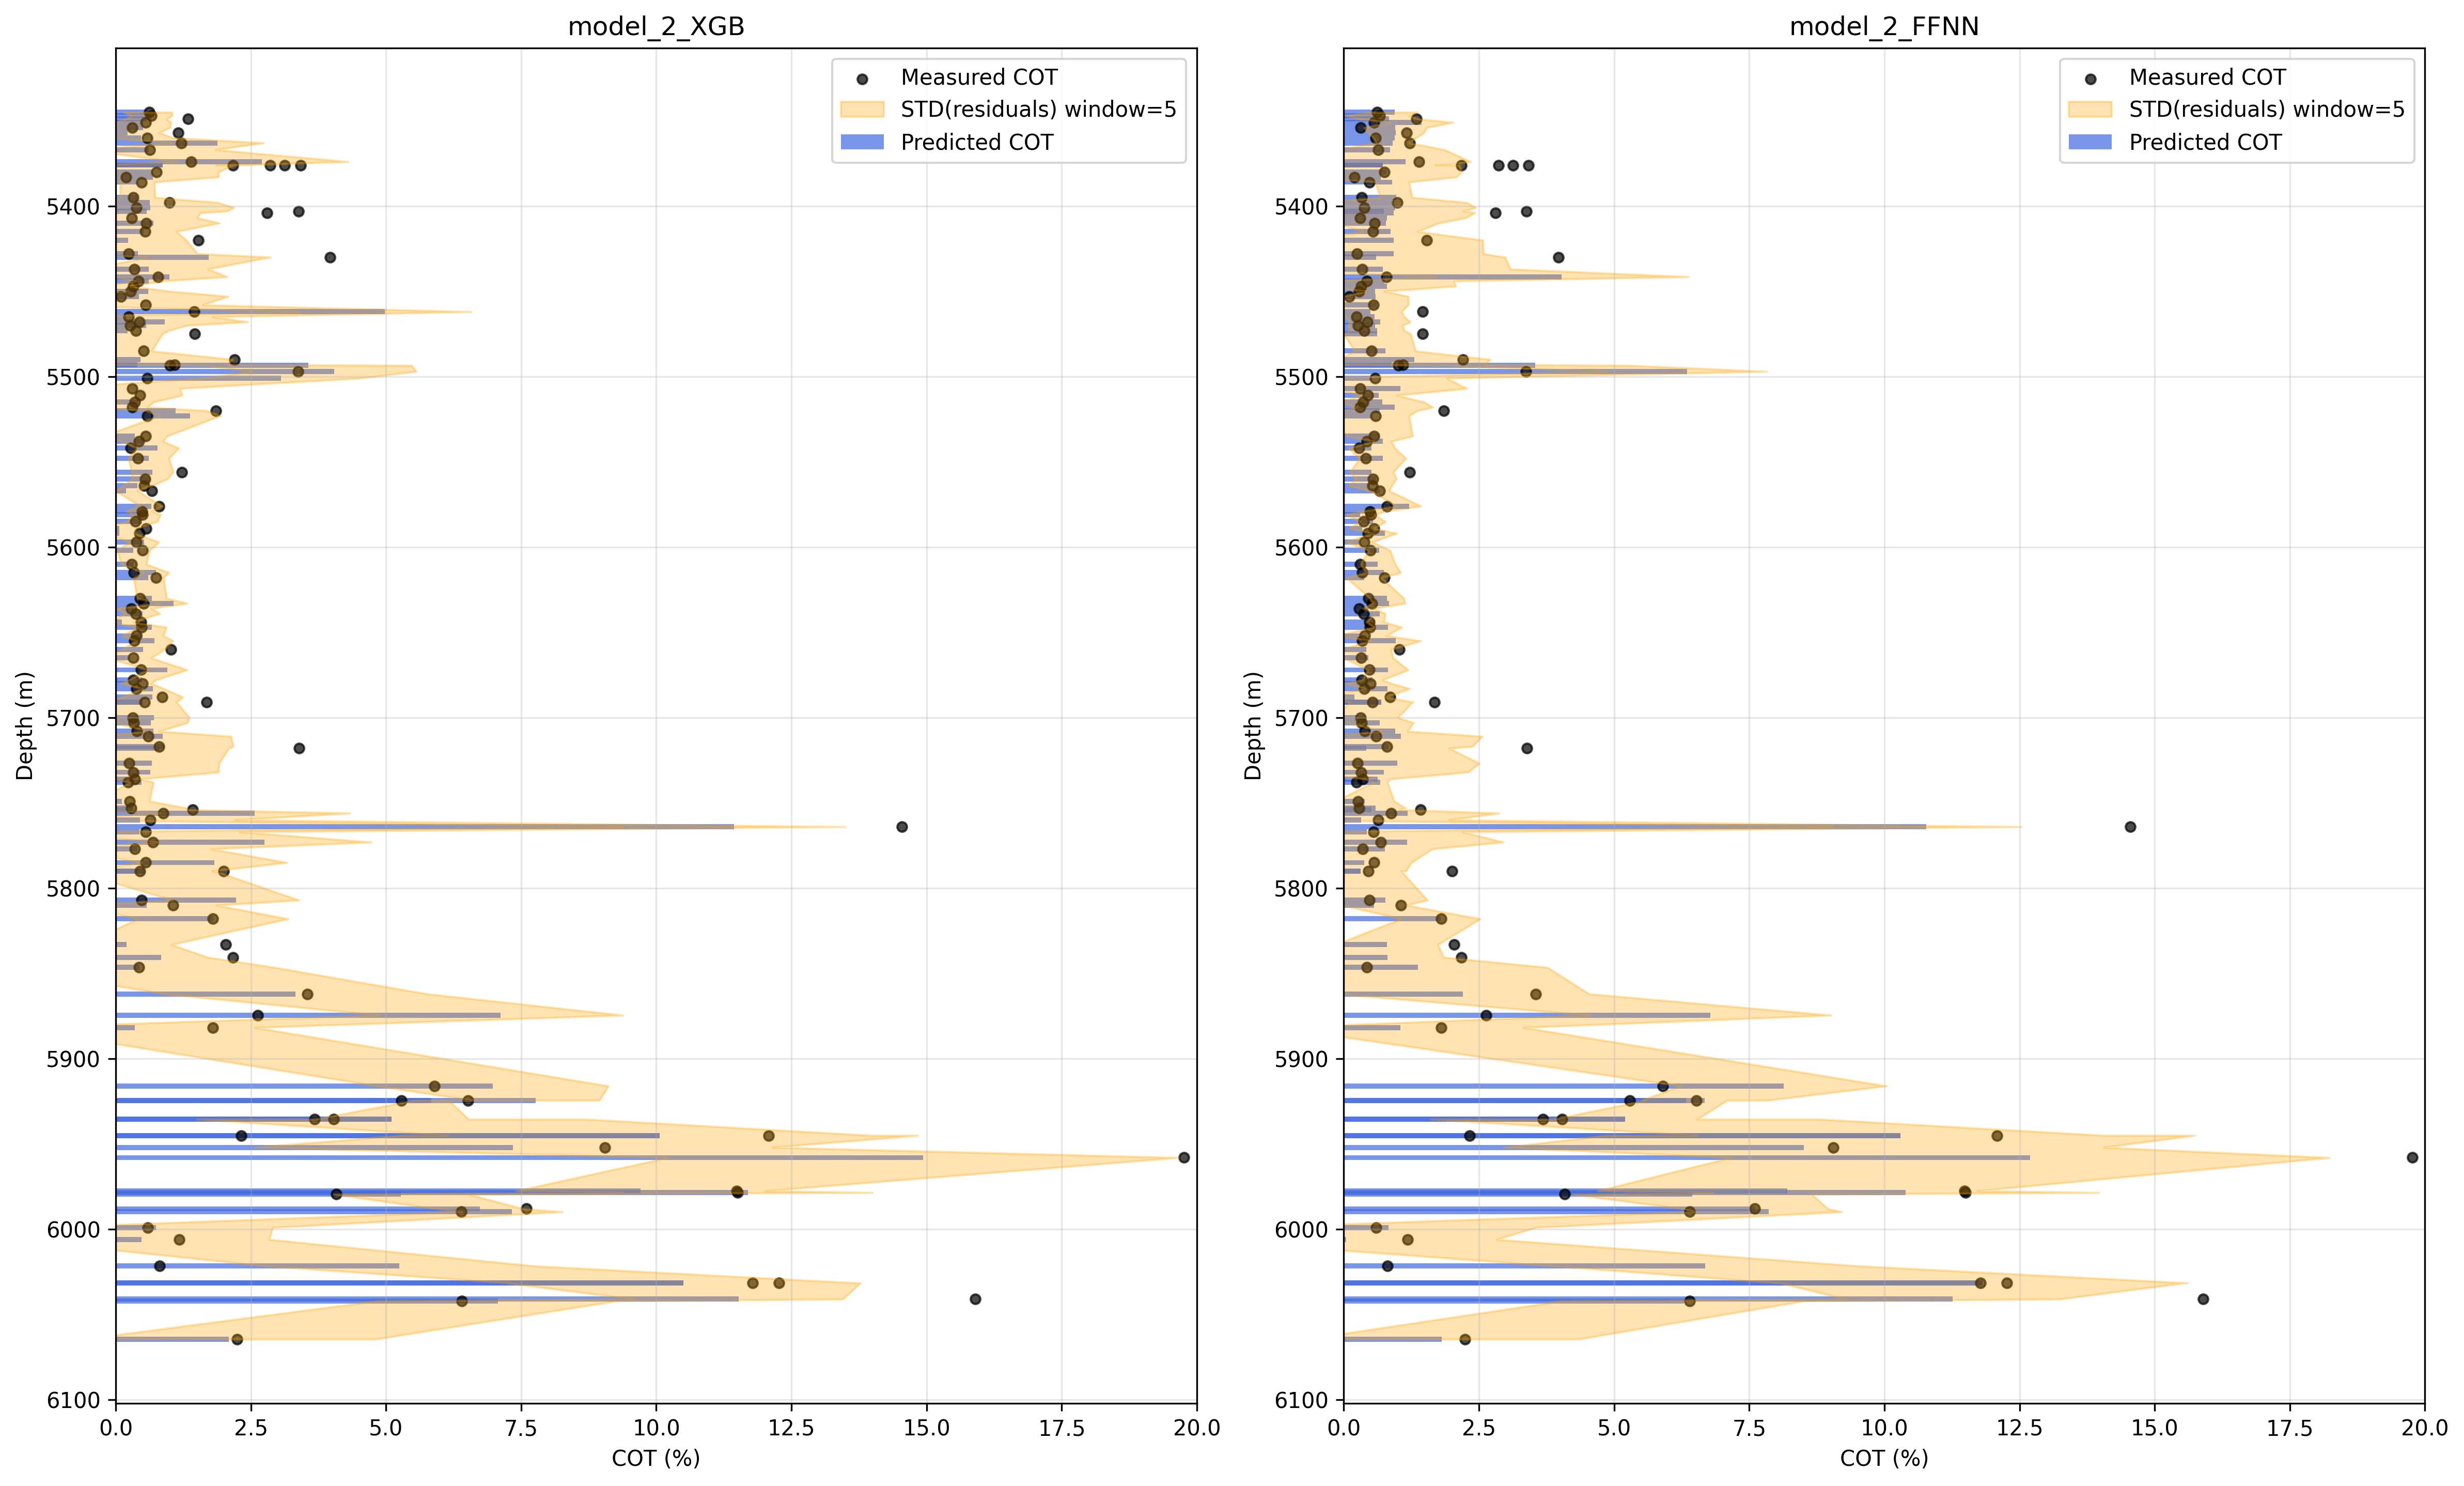 model_2_XGB
Measured COT
STD(residuals) window=5
Predicted COT
Depth (m)
5400
5500
5600
5700
5800
5900
6000
6100
0.0 2.5 5.0 7.5 10.0 12.5 15.0 17.5 20.0
COT (%)
model_2_FFNN
Measured COT
STD(residuals) window=5
Predicted COT
Depth (m)
5400
5500
5600
5700
5800
5900
6000
6100
0.0 2.5 5.0 7.5 10.0 12.5 15.0 17.5 20.0
COT (%)